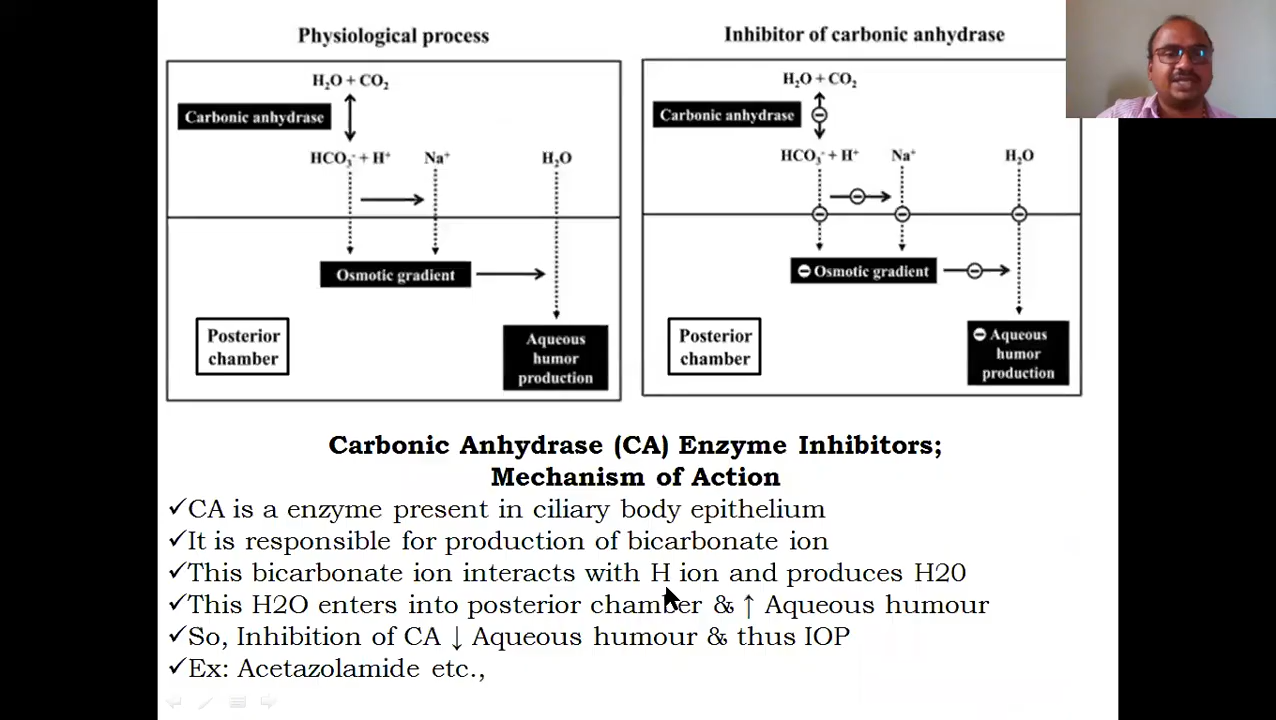 Physiological process
H₂O + CO₂
Carbonic anhydrase
HCO₃⁻ + H⁺ Na⁺ H₂O
Osmotic gradient
Posterior
chamber
Aqueous
humor
production
Inhibitor of carbonic anhydrase
H₂O + CO₂
Carbonic anhydrase
HCO₃⁻ + H⁺ Na⁺ H₂O
⊖ Osmotic gradient
Posterior
chamber
⊖ Aqueous
humor
production
Carbonic Anhydrase (CA) Enzyme Inhibitors;
Mechanism of Action
✓CA is a enzyme present in ciliary body epithelium
✓It is responsible for production of bicarbonate ion
✓This bicarbonate ion interacts with H ion and produces H20
✓This H2O enters into posterior chamber & ↑ Aqueous humour
✓So, Inhibition of CA ↓ Aqueous humour & thus IOP
✓Ex: Acetazolamide etc.,